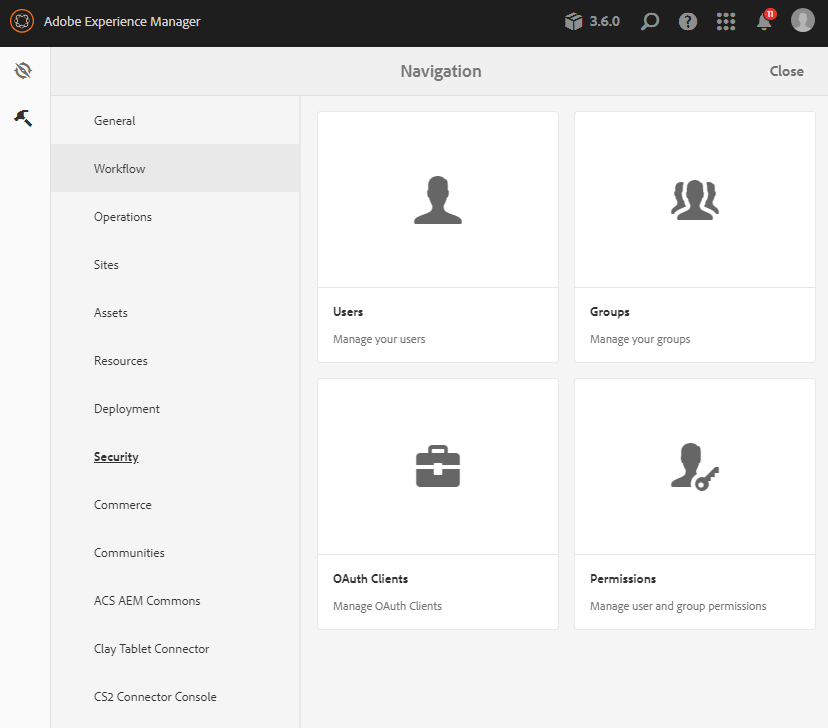 Adobe Experience Manager
3.6.0
?
11
Navigation
Close
General
Workflow
Operations
Sites
Assets
Resources
Deployment
Security
Commerce
Communities
ACS AEM Commons
Clay Tablet Connector
CS2 Connector Console
Users
Manage your users
Groups
Manage your groups
OAuth Clients
Manage OAuth Clients
Permissions
Manage user and group permissions